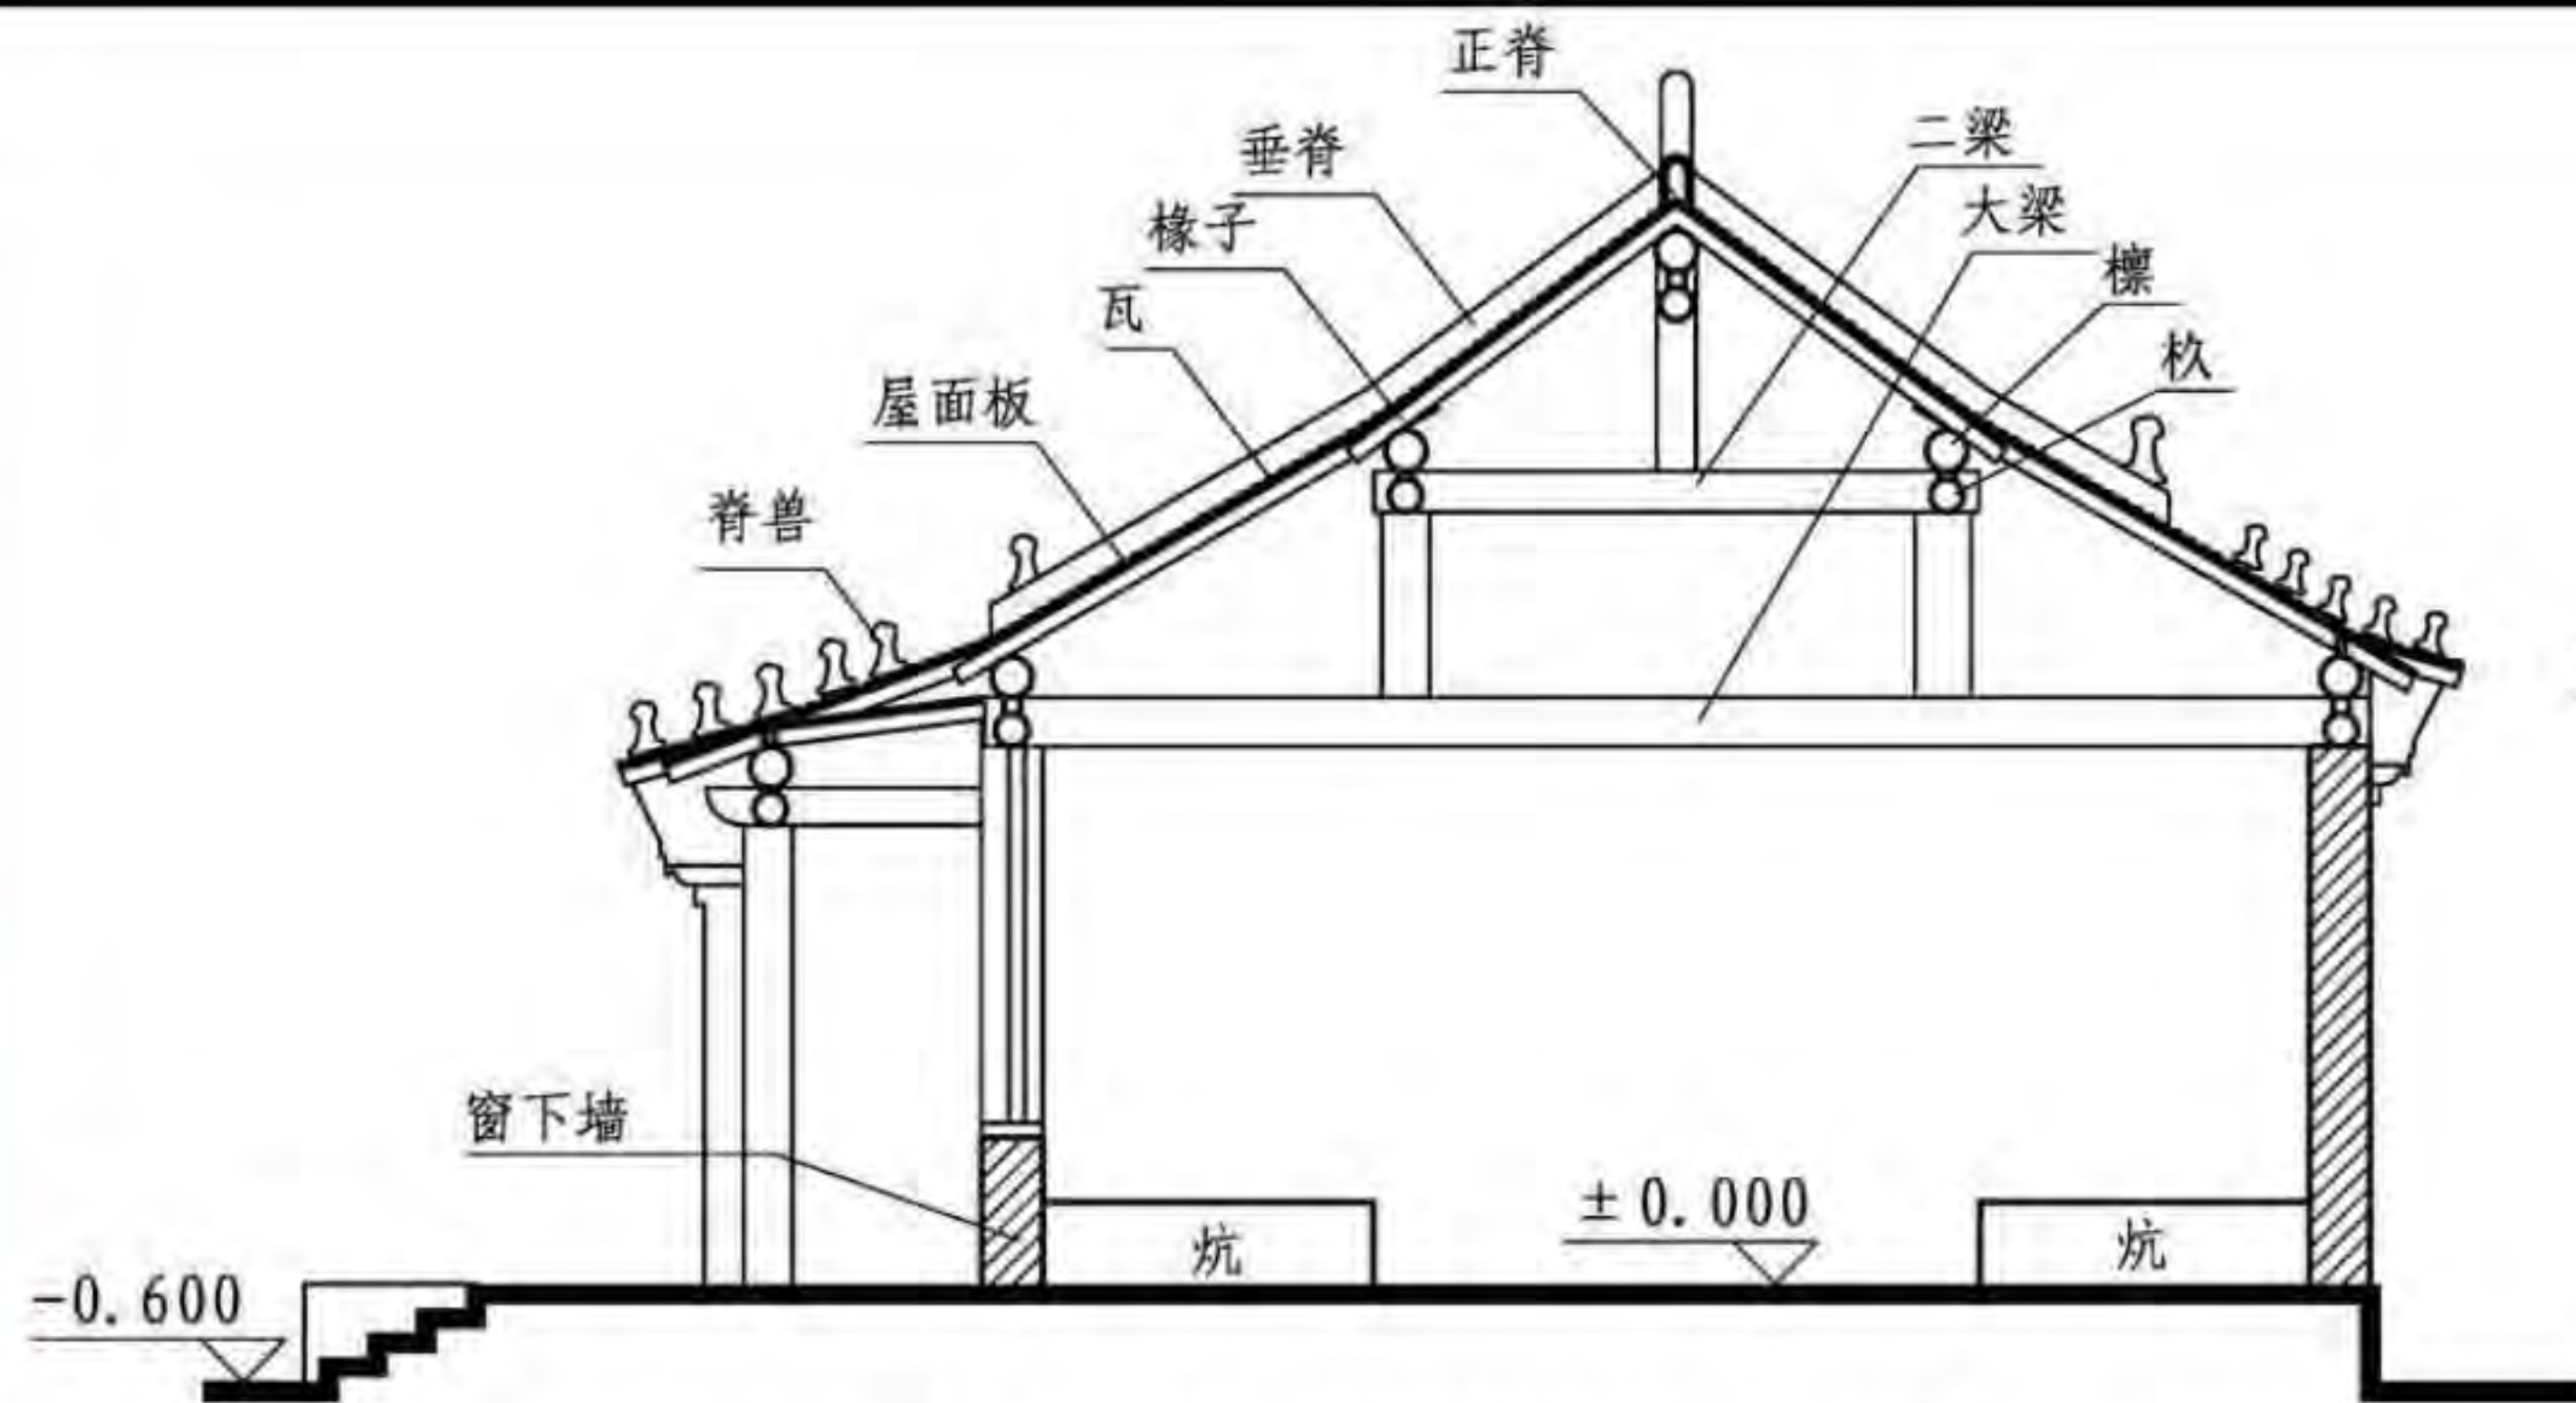 正脊
二梁
垂脊
大梁
椽子
檩
瓦
杦
屋面板
脊兽
窗下墙
±0.000
炕
炕
-0.600